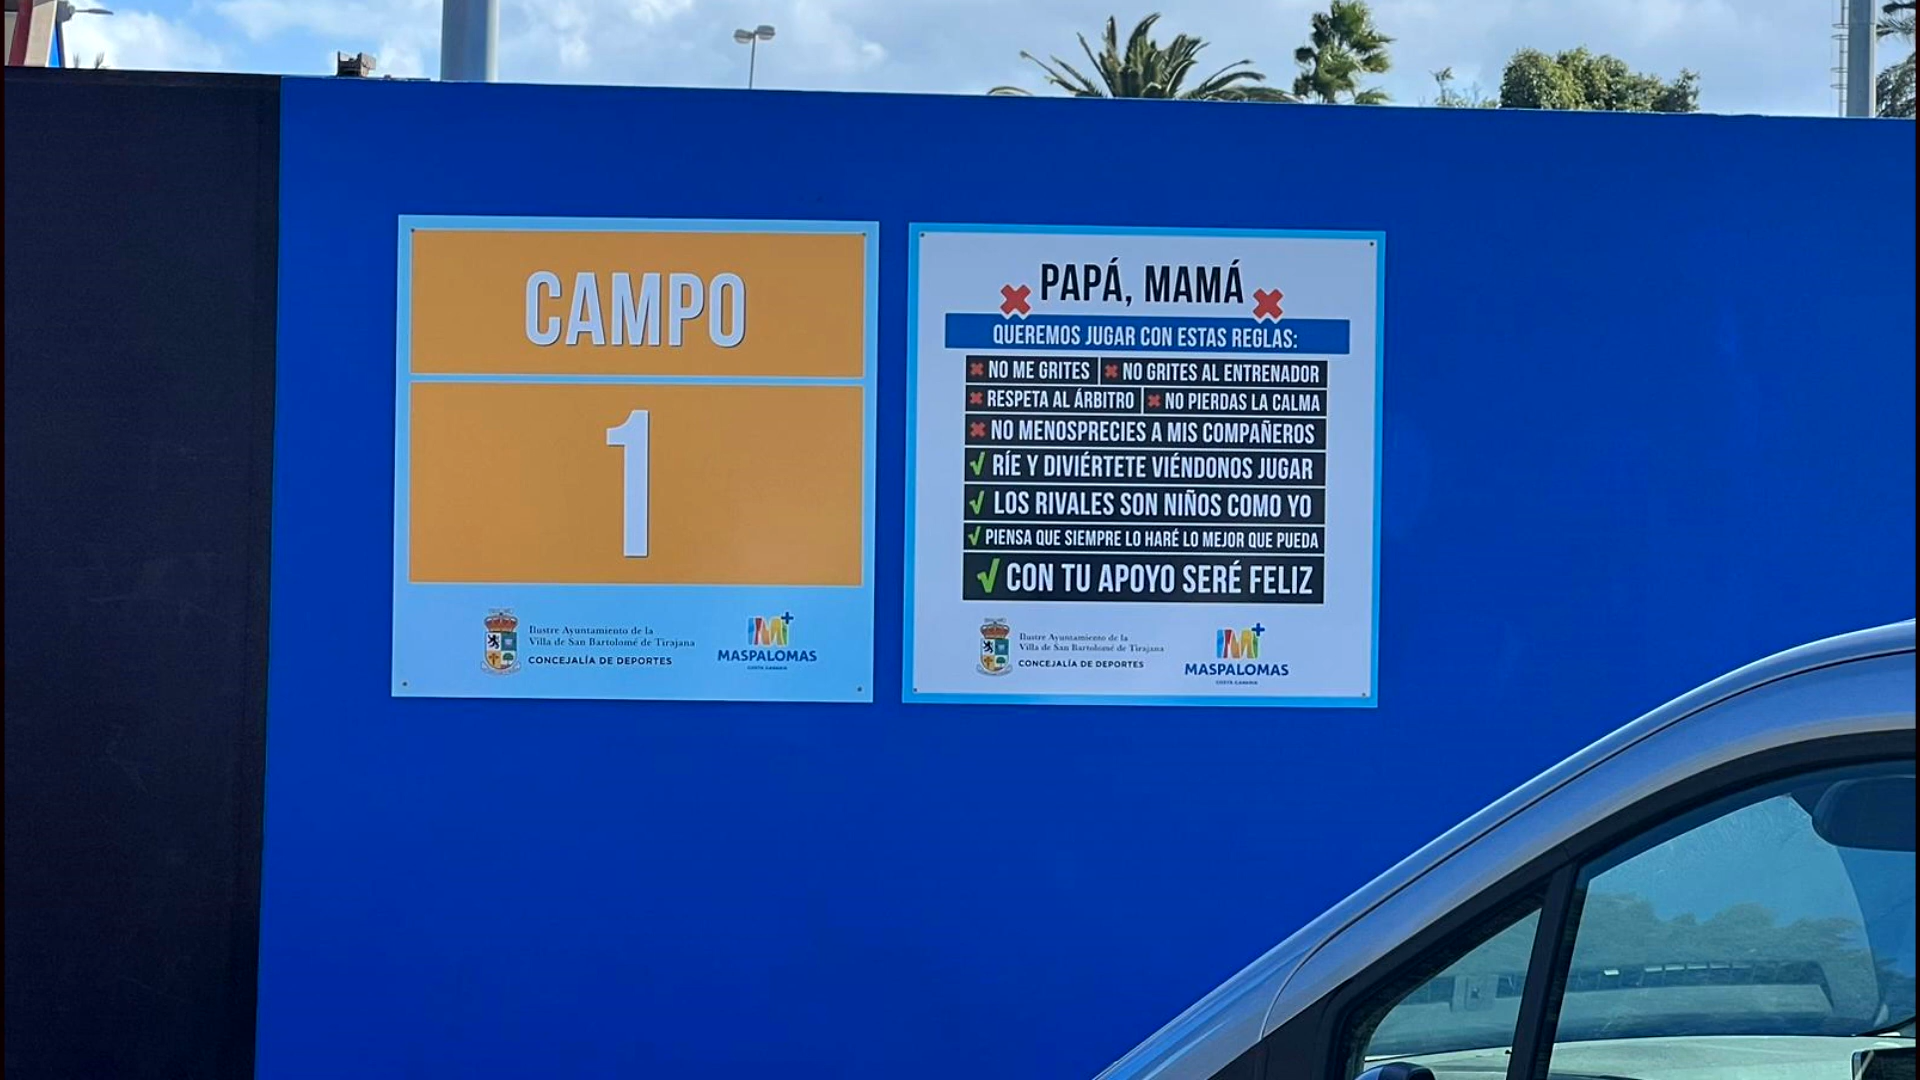 CAMPO
1
Ilustre Ayuntamiento de la
Villa de San Bartolomé de Tirajana
CONCEJALÍA DE DEPORTES
MASPALOMAS
COSTA CANARIA
PAPÁ, MAMÁ
QUEREMOS JUGAR CON ESTAS REGLAS:
NO ME GRITES NO GRITES AL ENTRENADOR
RESPETA AL ÁRBITRO NO PIERDAS LA CALMA
NO MENOSPRECIES A MIS COMPAÑEROS
RÍE Y DIVIÉRTETE VIÉNDONOS JUGAR
LOS RIVALES SON NIÑOS COMO YO
PIENSA QUE SIEMPRE LO HARÉ LO MEJOR QUE PUEDA
CON TU APOYO SERÉ FELIZ
Ilustre Ayuntamiento de la
Villa de San Bartolomé de Tirajana
CONCEJALÍA DE DEPORTES
MASPALOMAS
COSTA CANARIA